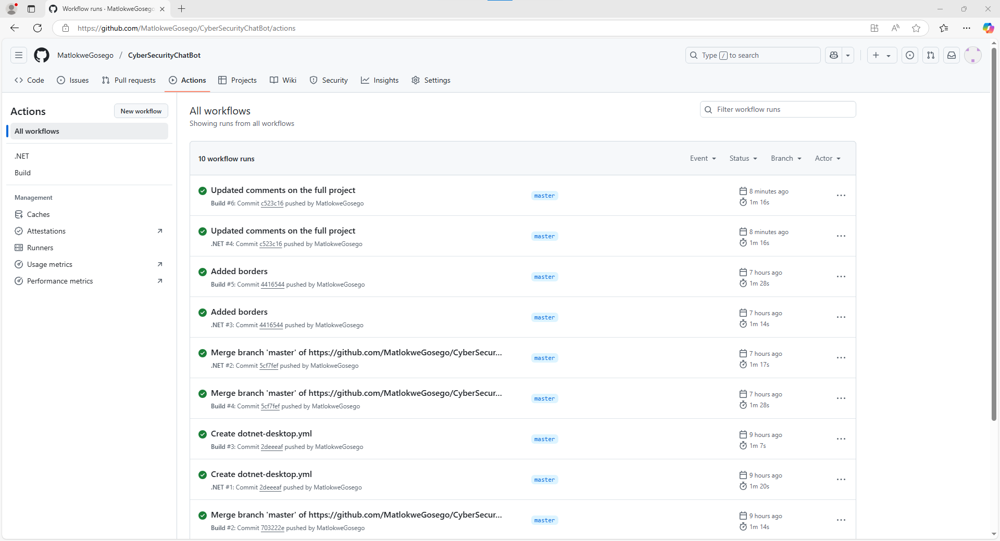 Workflow runs · MatlokweGosego
https://github.com/MatlokweGosego/CyberSecurityChatBot/actions
MatlokweGosego / CyberSecurityChatBot
Type / to search
Code
Issues
Pull requests
Actions
Projects
Wiki
Security
Insights
Settings
Actions
New workflow
All workflows
.NET
Build
Management
Caches
Attestations
Runners
Usage metrics
Performance metrics
All workflows
Showing runs from all workflows
Filter workflow runs
10 workflow runs
Event
Status
Branch
Actor
Updated comments on the full project
Build #6: Commit c523c16 pushed by MatlokweGosego
master
8 minutes ago
1m 16s
Updated comments on the full project
.NET #4: Commit c523c16 pushed by MatlokweGosego
master
8 minutes ago
1m 16s
Added borders
Build #5: Commit 4416544 pushed by MatlokweGosego
master
7 hours ago
1m 28s
Added borders
.NET #3: Commit 4416544 pushed by MatlokweGosego
master
7 hours ago
1m 14s
Merge branch 'master' of https://github.com/MatlokweGosego/CyberSecur...
.NET #2: Commit 5cf7fef pushed by MatlokweGosego
master
7 hours ago
1m 17s
Merge branch 'master' of https://github.com/MatlokweGosego/CyberSecur...
Build #4: Commit 5cf7fef pushed by MatlokweGosego
master
7 hours ago
1m 28s
Create dotnet-desktop.yml
Build #3: Commit 2deeeaf pushed by MatlokweGosego
master
9 hours ago
1m 7s
Create dotnet-desktop.yml
.NET #1: Commit 2deeeaf pushed by MatlokweGosego
master
9 hours ago
1m 20s
Merge branch 'master' of https://github.com/MatlokweGosego/CyberSecur...
Build #2: Commit 703222e pushed by MatlokweGosego
master
9 hours ago
1m 14s